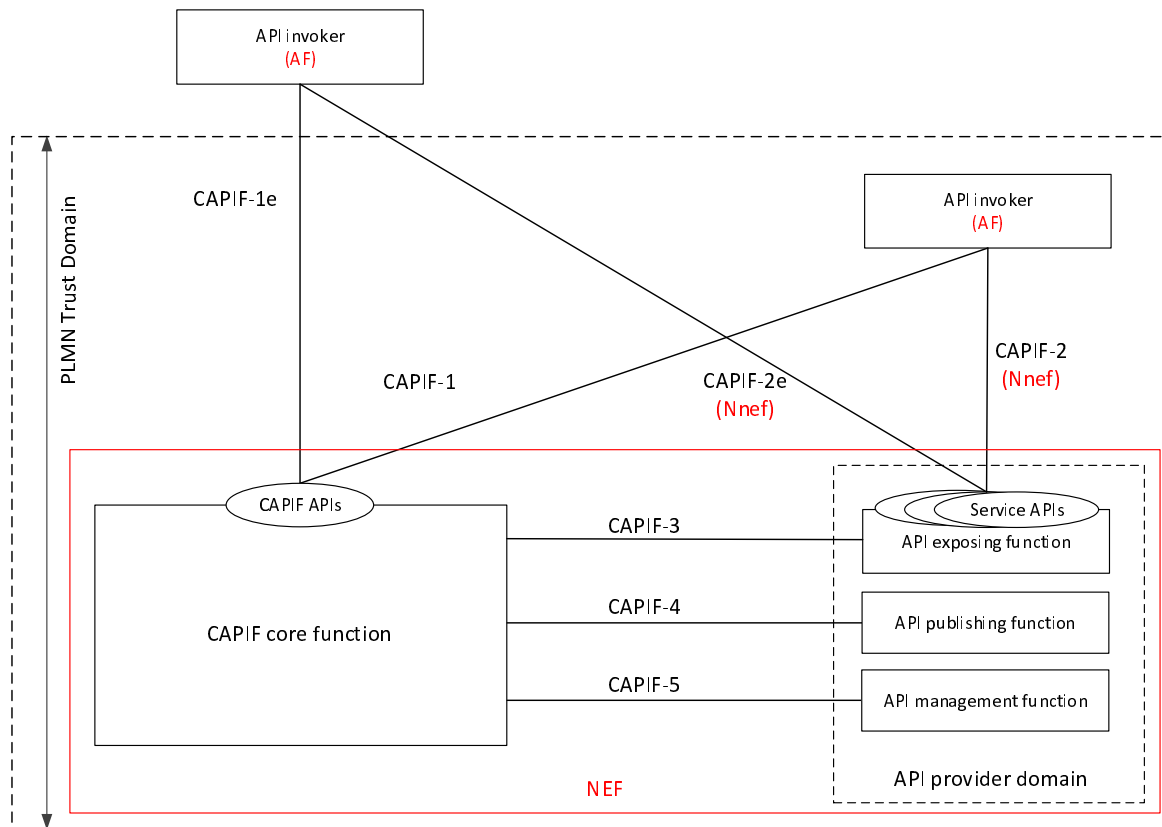 API invoker
(AF)
CAPIF-1e
PLMN Trust Domain
API invoker
(AF)
CAPIF-1
CAPIF-2e
(Nnef)
CAPIF-2
(Nnef)
CAPIF APIs
Service APIs
CAPIF-3
API exposing function
CAPIF-4
API publishing function
CAPIF core function
CAPIF-5
API management function
API provider domain
NEF